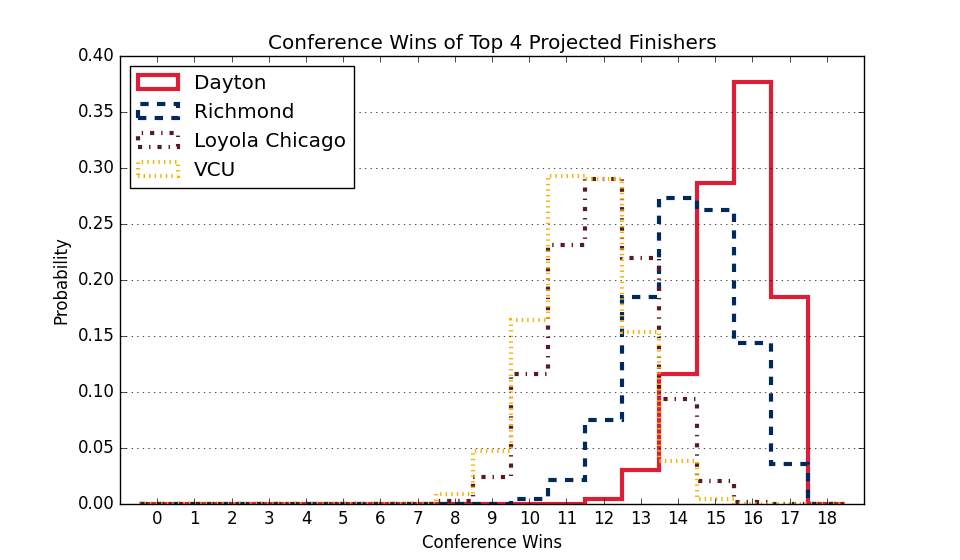 Conference Wins of Top 4 Projected Finishers
Dayton
Richmond
Loyola Chicago
VCU
0.40
0.35
0.30
0.25
0.20
0.15
0.10
0.05
0.00
Probability
0 1 2 3 4 5 6 7 8 9 10 11 12 13 14 15 16 17 18
Conference Wins